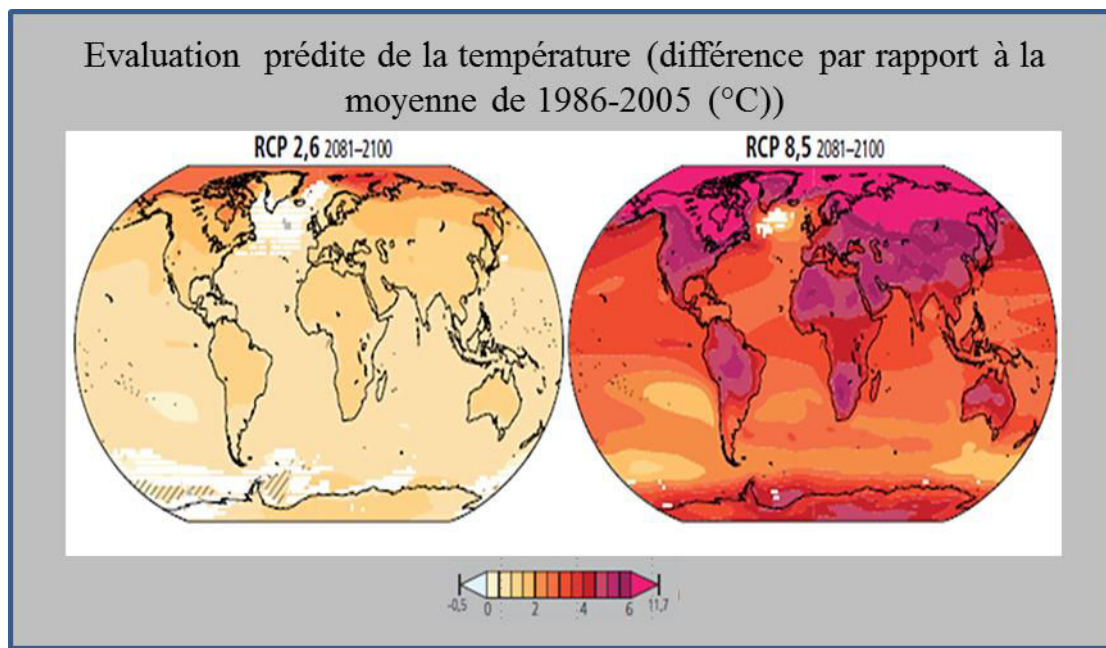 Evaluation prédite de la température (différence par rapport à la
moyenne de 1986-2005 (°C))
RCP 2,6 2081–2100
RCP 8,5 2081–2100
-0,5 0 2 4 6 11,7